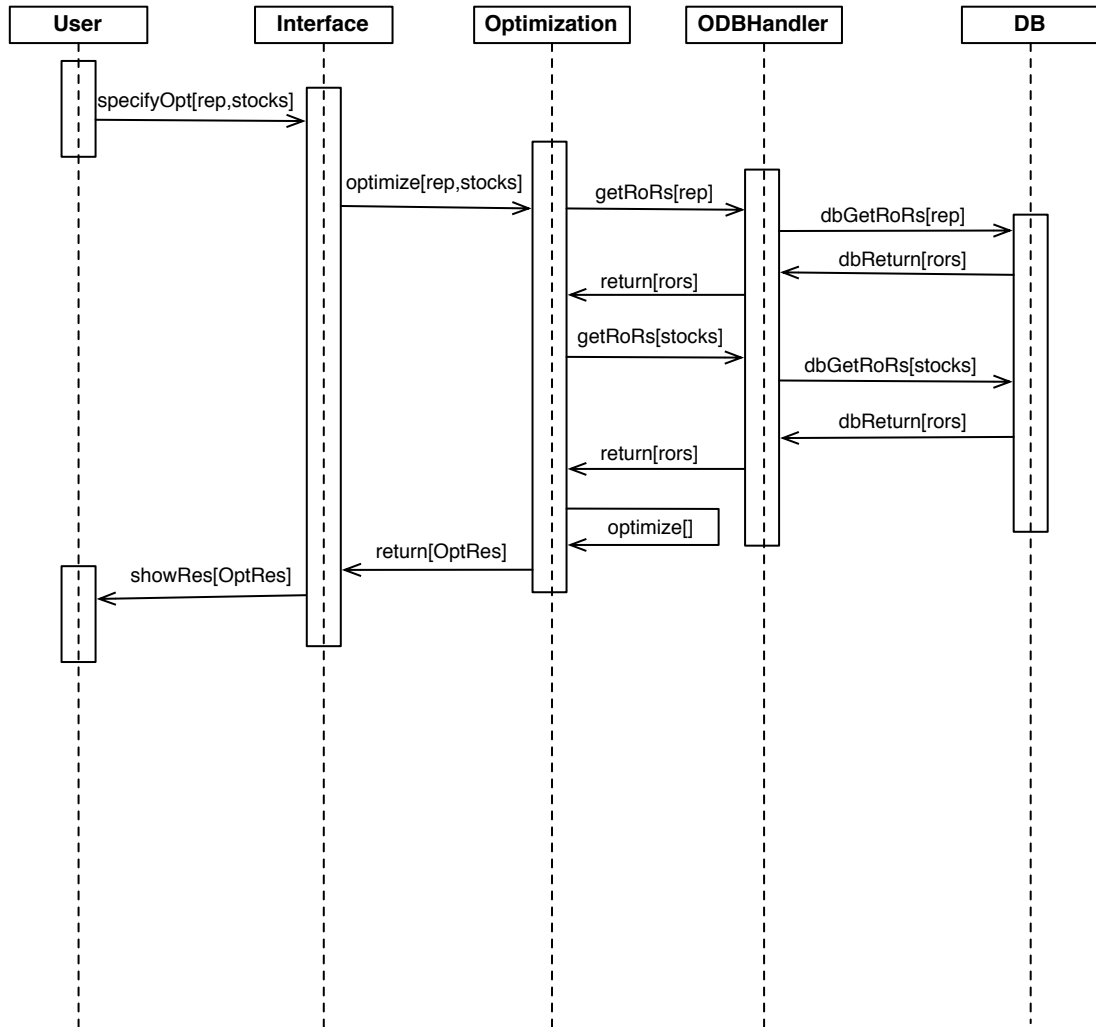 User
Interface
Optimization
ODBHandler
DB
specifyOpt[rep,stocks]
optimize[rep,stocks]
getRoRs[rep]
dbGetRoRs[rep]
dbReturn[rors]
return[rors]
getRoRs[stocks]
dbGetRoRs[stocks]
dbReturn[rors]
return[rors]
optimize[]
return[OptRes]
showRes[OptRes]